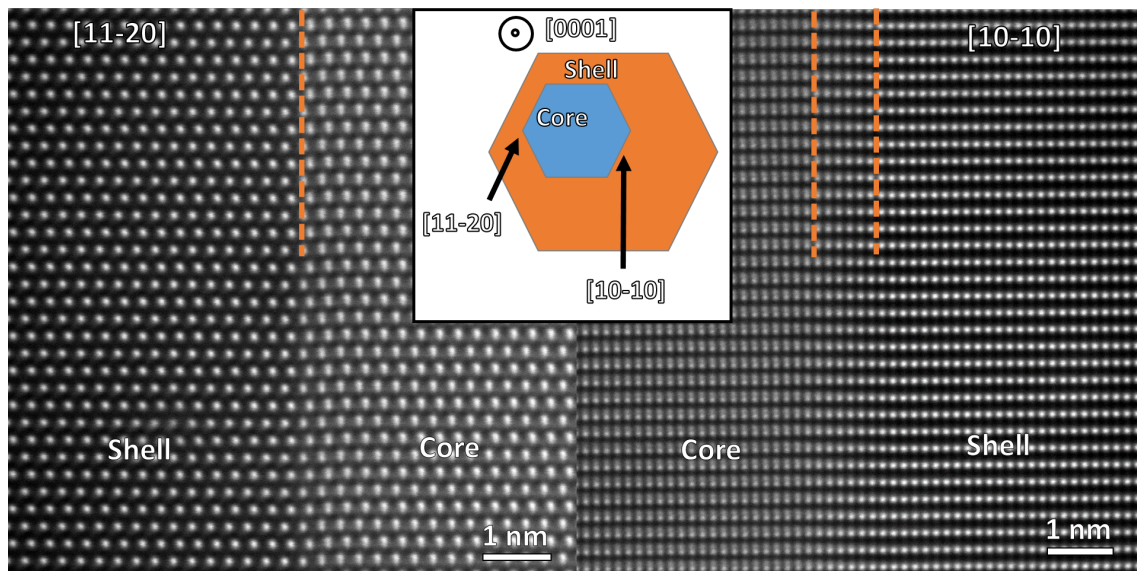 [11-20]
[0001]
[10-10]
Shell
Core
[11-20]
[10-10]
Shell
Core
Core
Shell
1 nm
1 nm